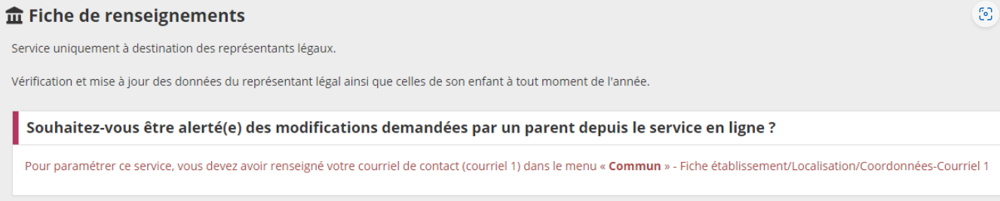 Fiche de renseignements
Service uniquement à destination des représentants légaux.
Vérification et mise à jour des données du représentant légal ainsi que celles de son enfant à tout moment de l'année.
Souhaitez-vous être alerté(e) des modifications demandées par un parent depuis le service en ligne ?
Pour paramétrer ce service, vous devez avoir renseigné votre courriel de contact (courriel 1) dans le menu « Commun » - Fiche établissement/Localisation/Coordonnées-Courriel 1